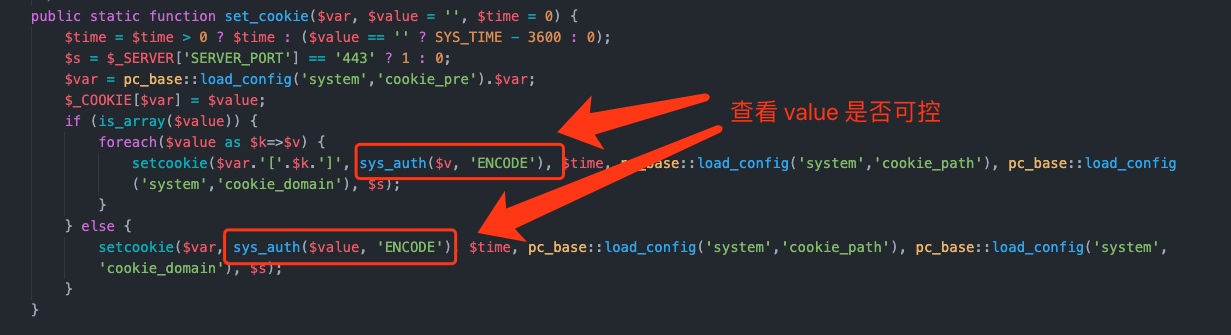 public static function set_cookie($var, $value = '', $time = 0) {
$time = $time > 0 ? $time : ($value == '' ? SYS_TIME - 3600 : 0);
$s = $_SERVER['SERVER_PORT'] == '443' ? 1 : 0;
$var = pc_base::load_config('system','cookie_pre').$var;
$_COOKIE[$var] = $value;
if (is_array($value)) {
foreach($value as $k=>$v) {
setcookie($var.'['.$k.']', sys_auth($v, 'ENCODE'), $time, pc_base::load_config('system','cookie_path'), pc_base::load_config
('system','cookie_domain'), $s);
}
} else {
setcookie($var, sys_auth($value, 'ENCODE') $time, pc_base::load_config('system','cookie_path'), pc_base::load_config('system',
'cookie_domain'), $s);
}
}
查看 value 是否可控